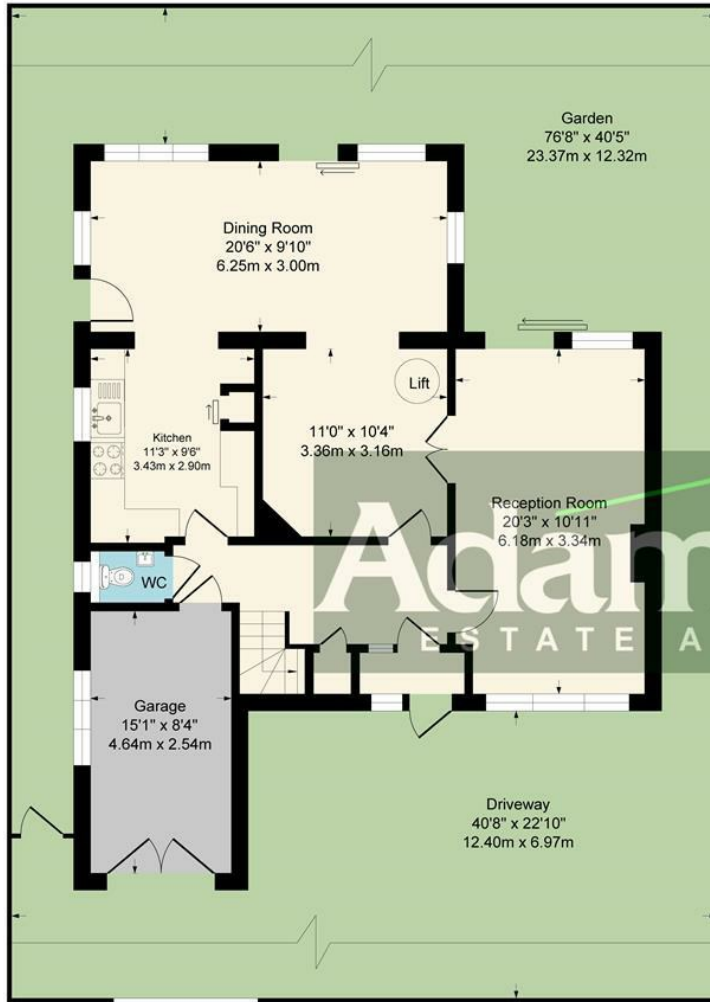 Garden
76'8" x 40'5"
23.37m x 12.32m
Dining Room
20'6" x 9'10"
6.25m x 3.00m
Lift
Kitchen
11'3" x 9'6"
3.43m x 2.90m
11'0" x 10'4"
3.36m x 3.16m
Reception Room
20'3" x 10'11"
6.18m x 3.34m
WC
Adam
ESTATE A
Garage
15'1" x 8'4"
4.64m x 2.54m
Driveway
40'8" x 22'10"
12.40m x 6.97m